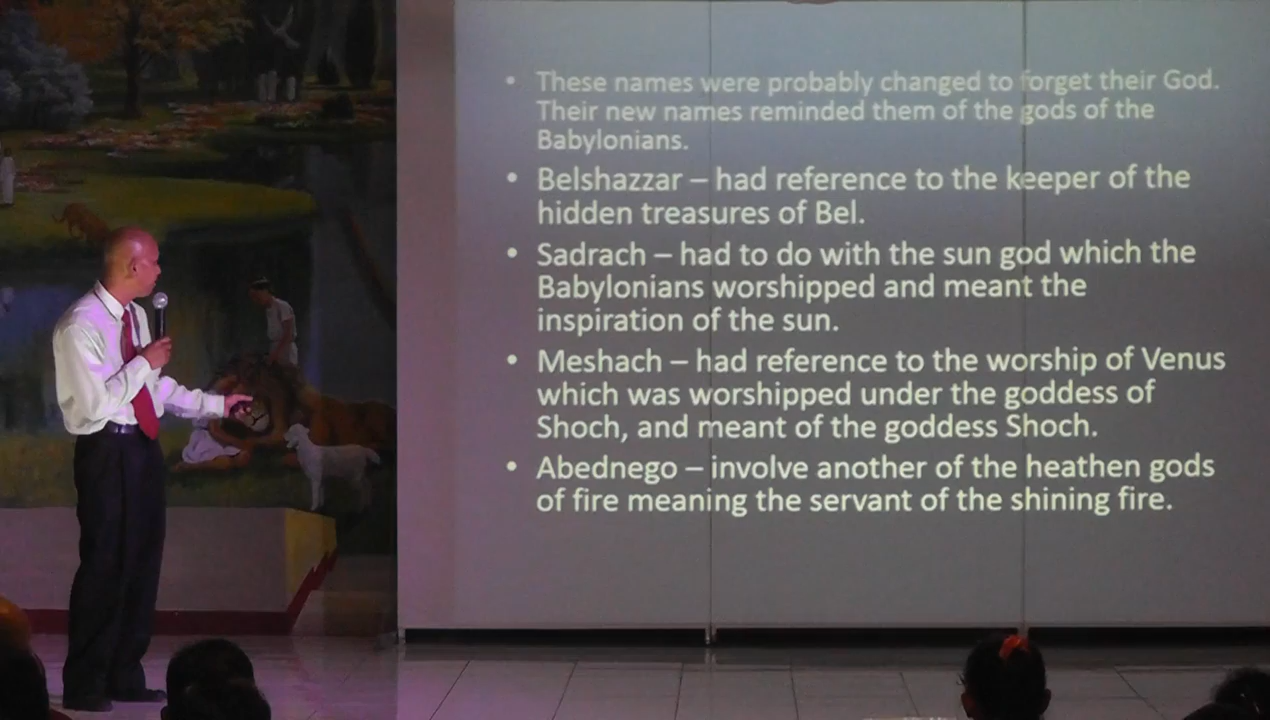 • These names were probably changed to forget their God.
Their new names reminded them of the gods of the
Babylonians.
• Belshazzar – had reference to the keeper of the
hidden treasures of Bel.
• Sadrach – had to do with the sun god which the
Babylonians worshipped and meant the
inspiration of the sun.
• Meshach – had reference to the worship of Venus
which was worshipped under the goddess of
Shoch, and meant of the goddess Shoch.
• Abednego – involve another of the heathen gods
of fire meaning the servant of the shining fire.